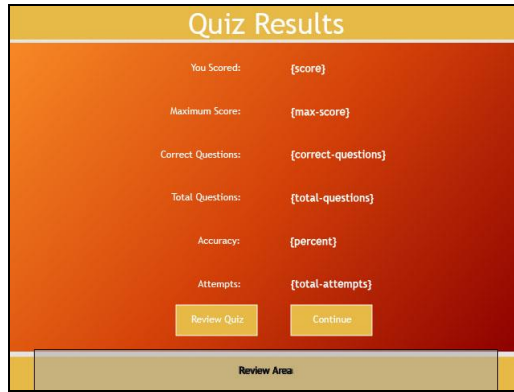 Quiz Results
You Scored: {score}
Maximum Score: {max-score}
Correct Questions: {correct-questions}
Total Questions: {total-questions}
Accuracy: {percent}
Attempts: {total-attempts}
Review Quiz Continue
Review Area